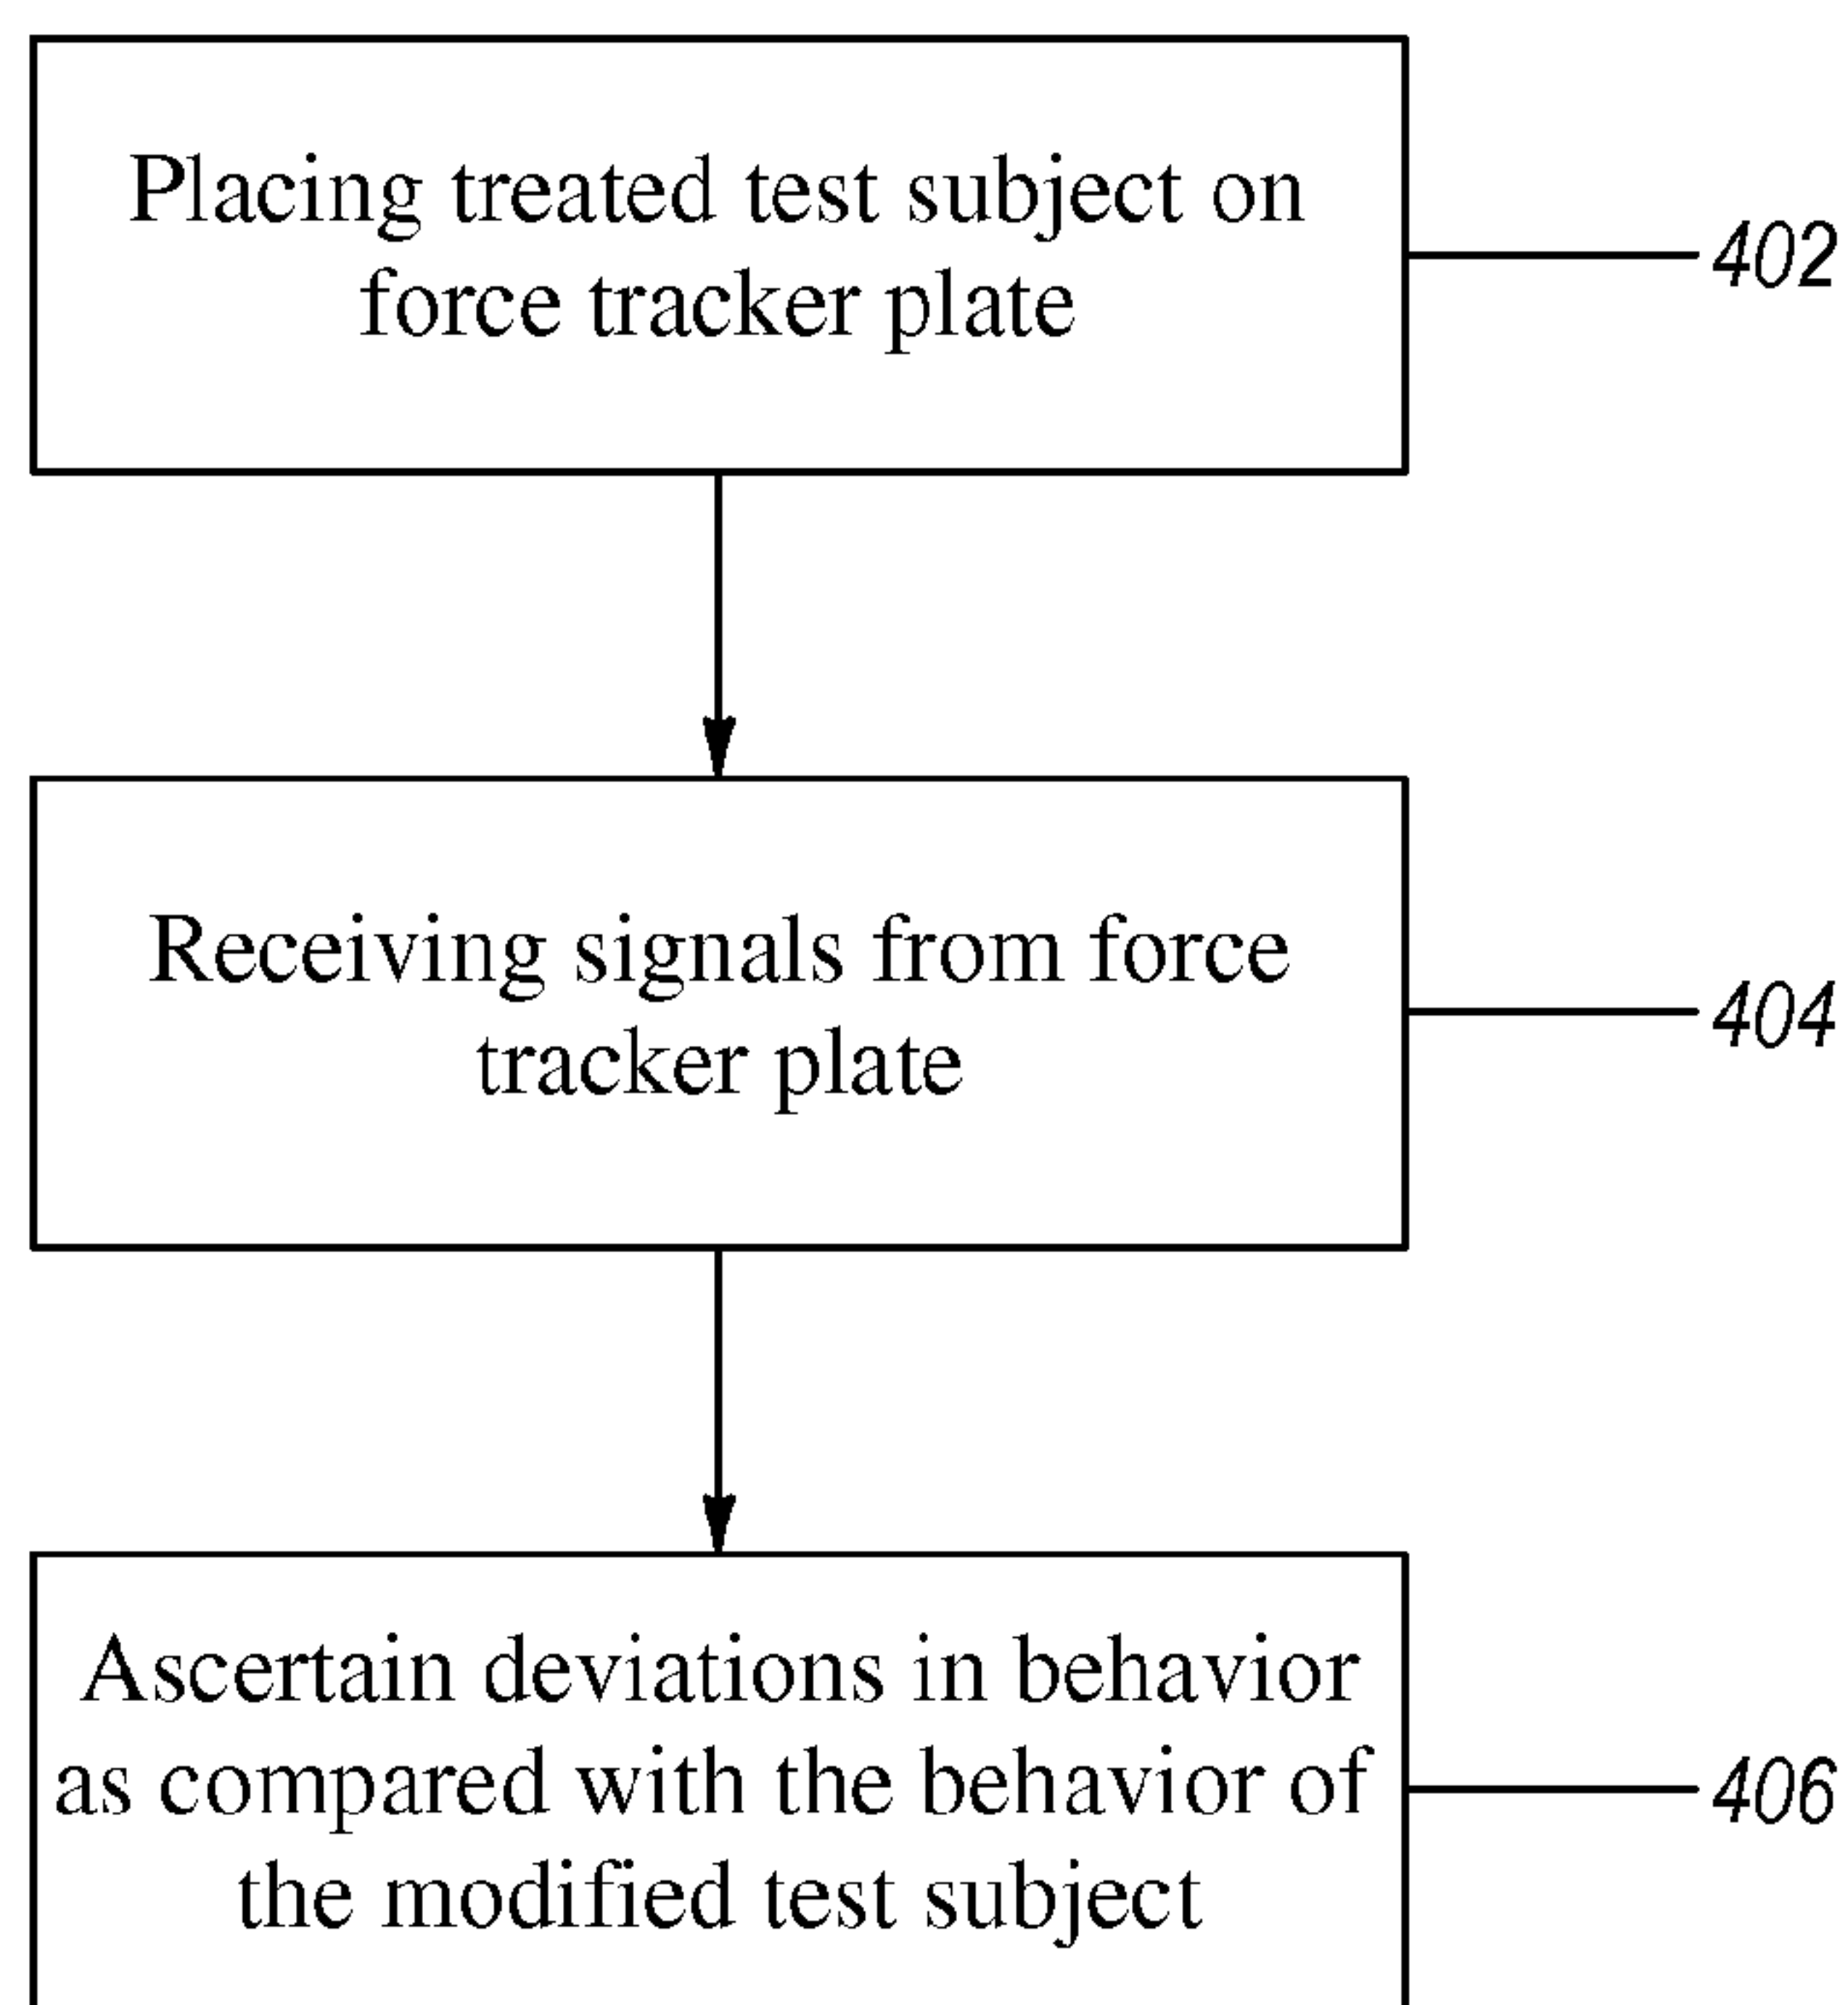 Placing treated test subject on
force tracker plate
402
Receiving signals from force
tracker plate
404
Ascertain deviations in behavior
as compared with the behavior of
the modified test subject
406